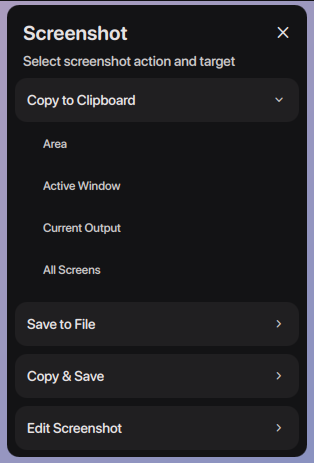 Screenshot
Select screenshot action and target
Copy to Clipboard
Area
Active Window
Current Output
All Screens
Save to File
Copy & Save
Edit Screenshot